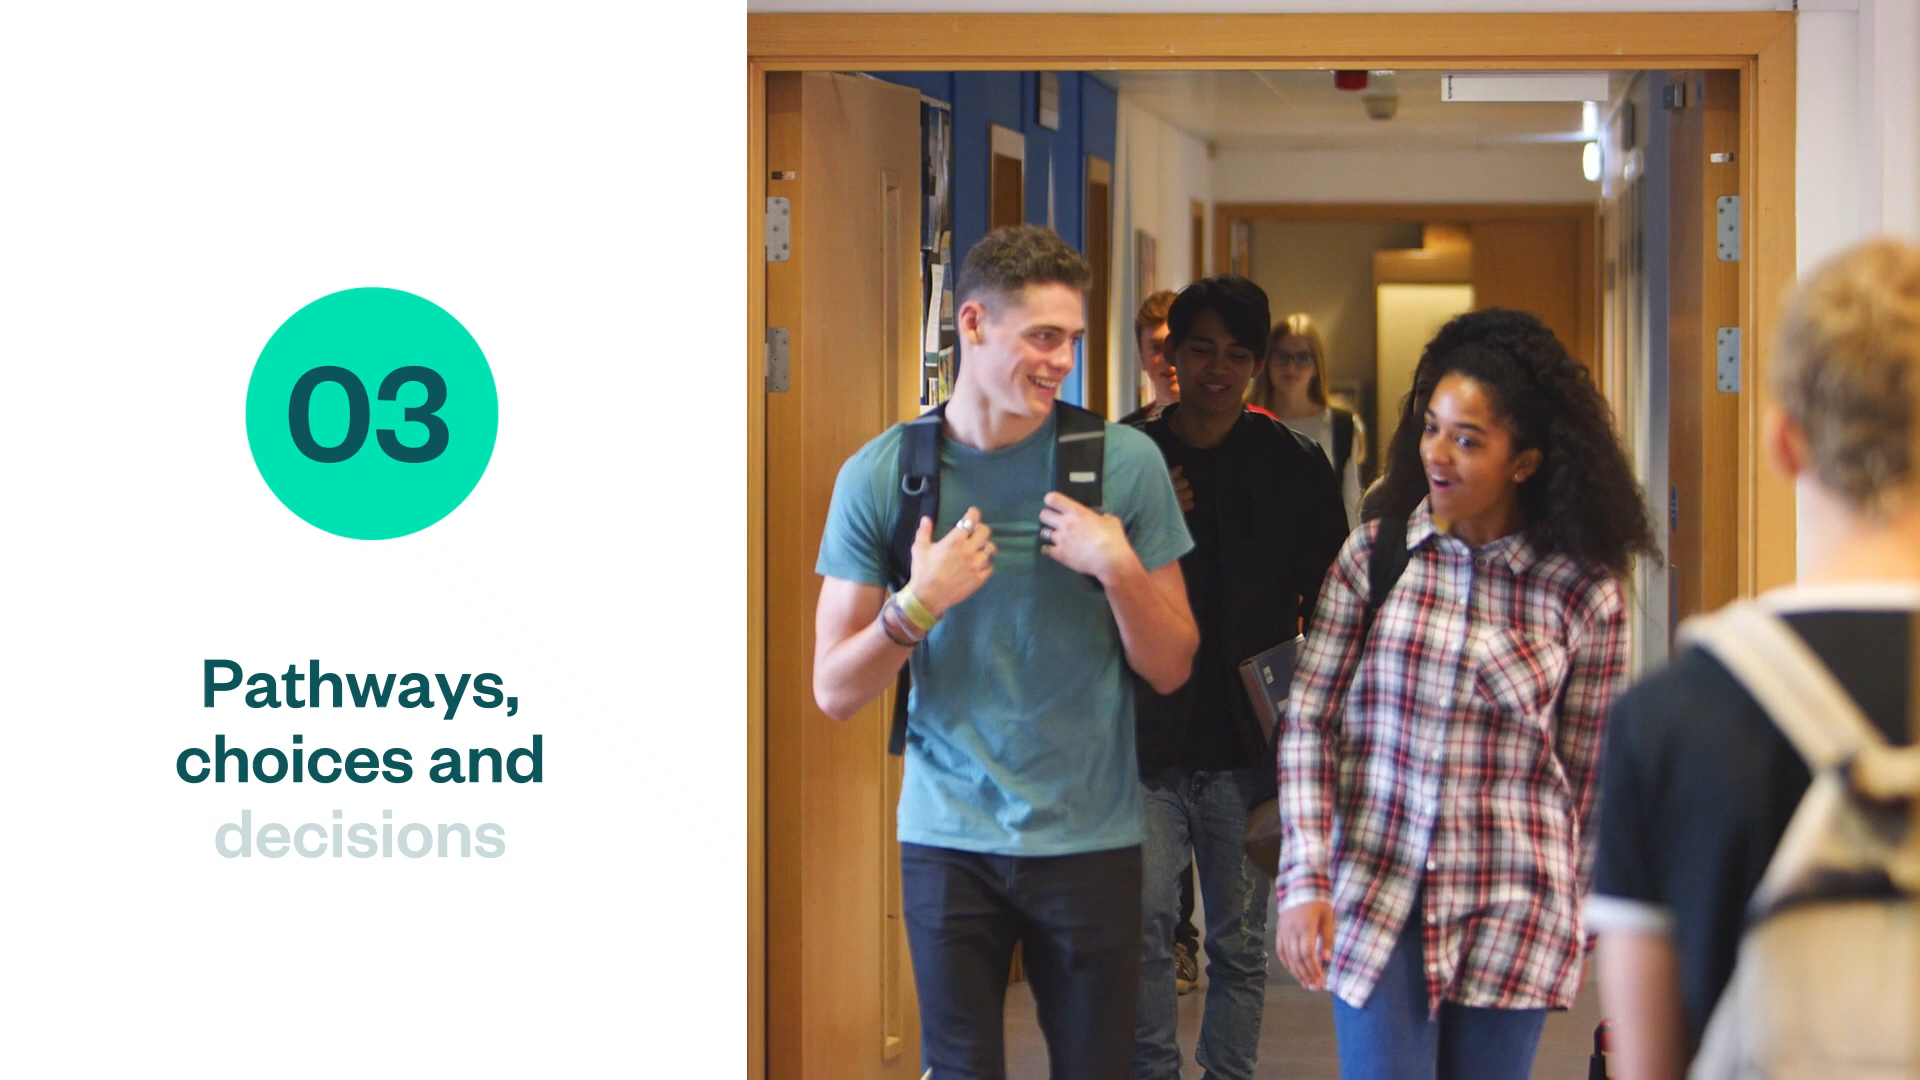 03
Pathways,
choices and
decisions